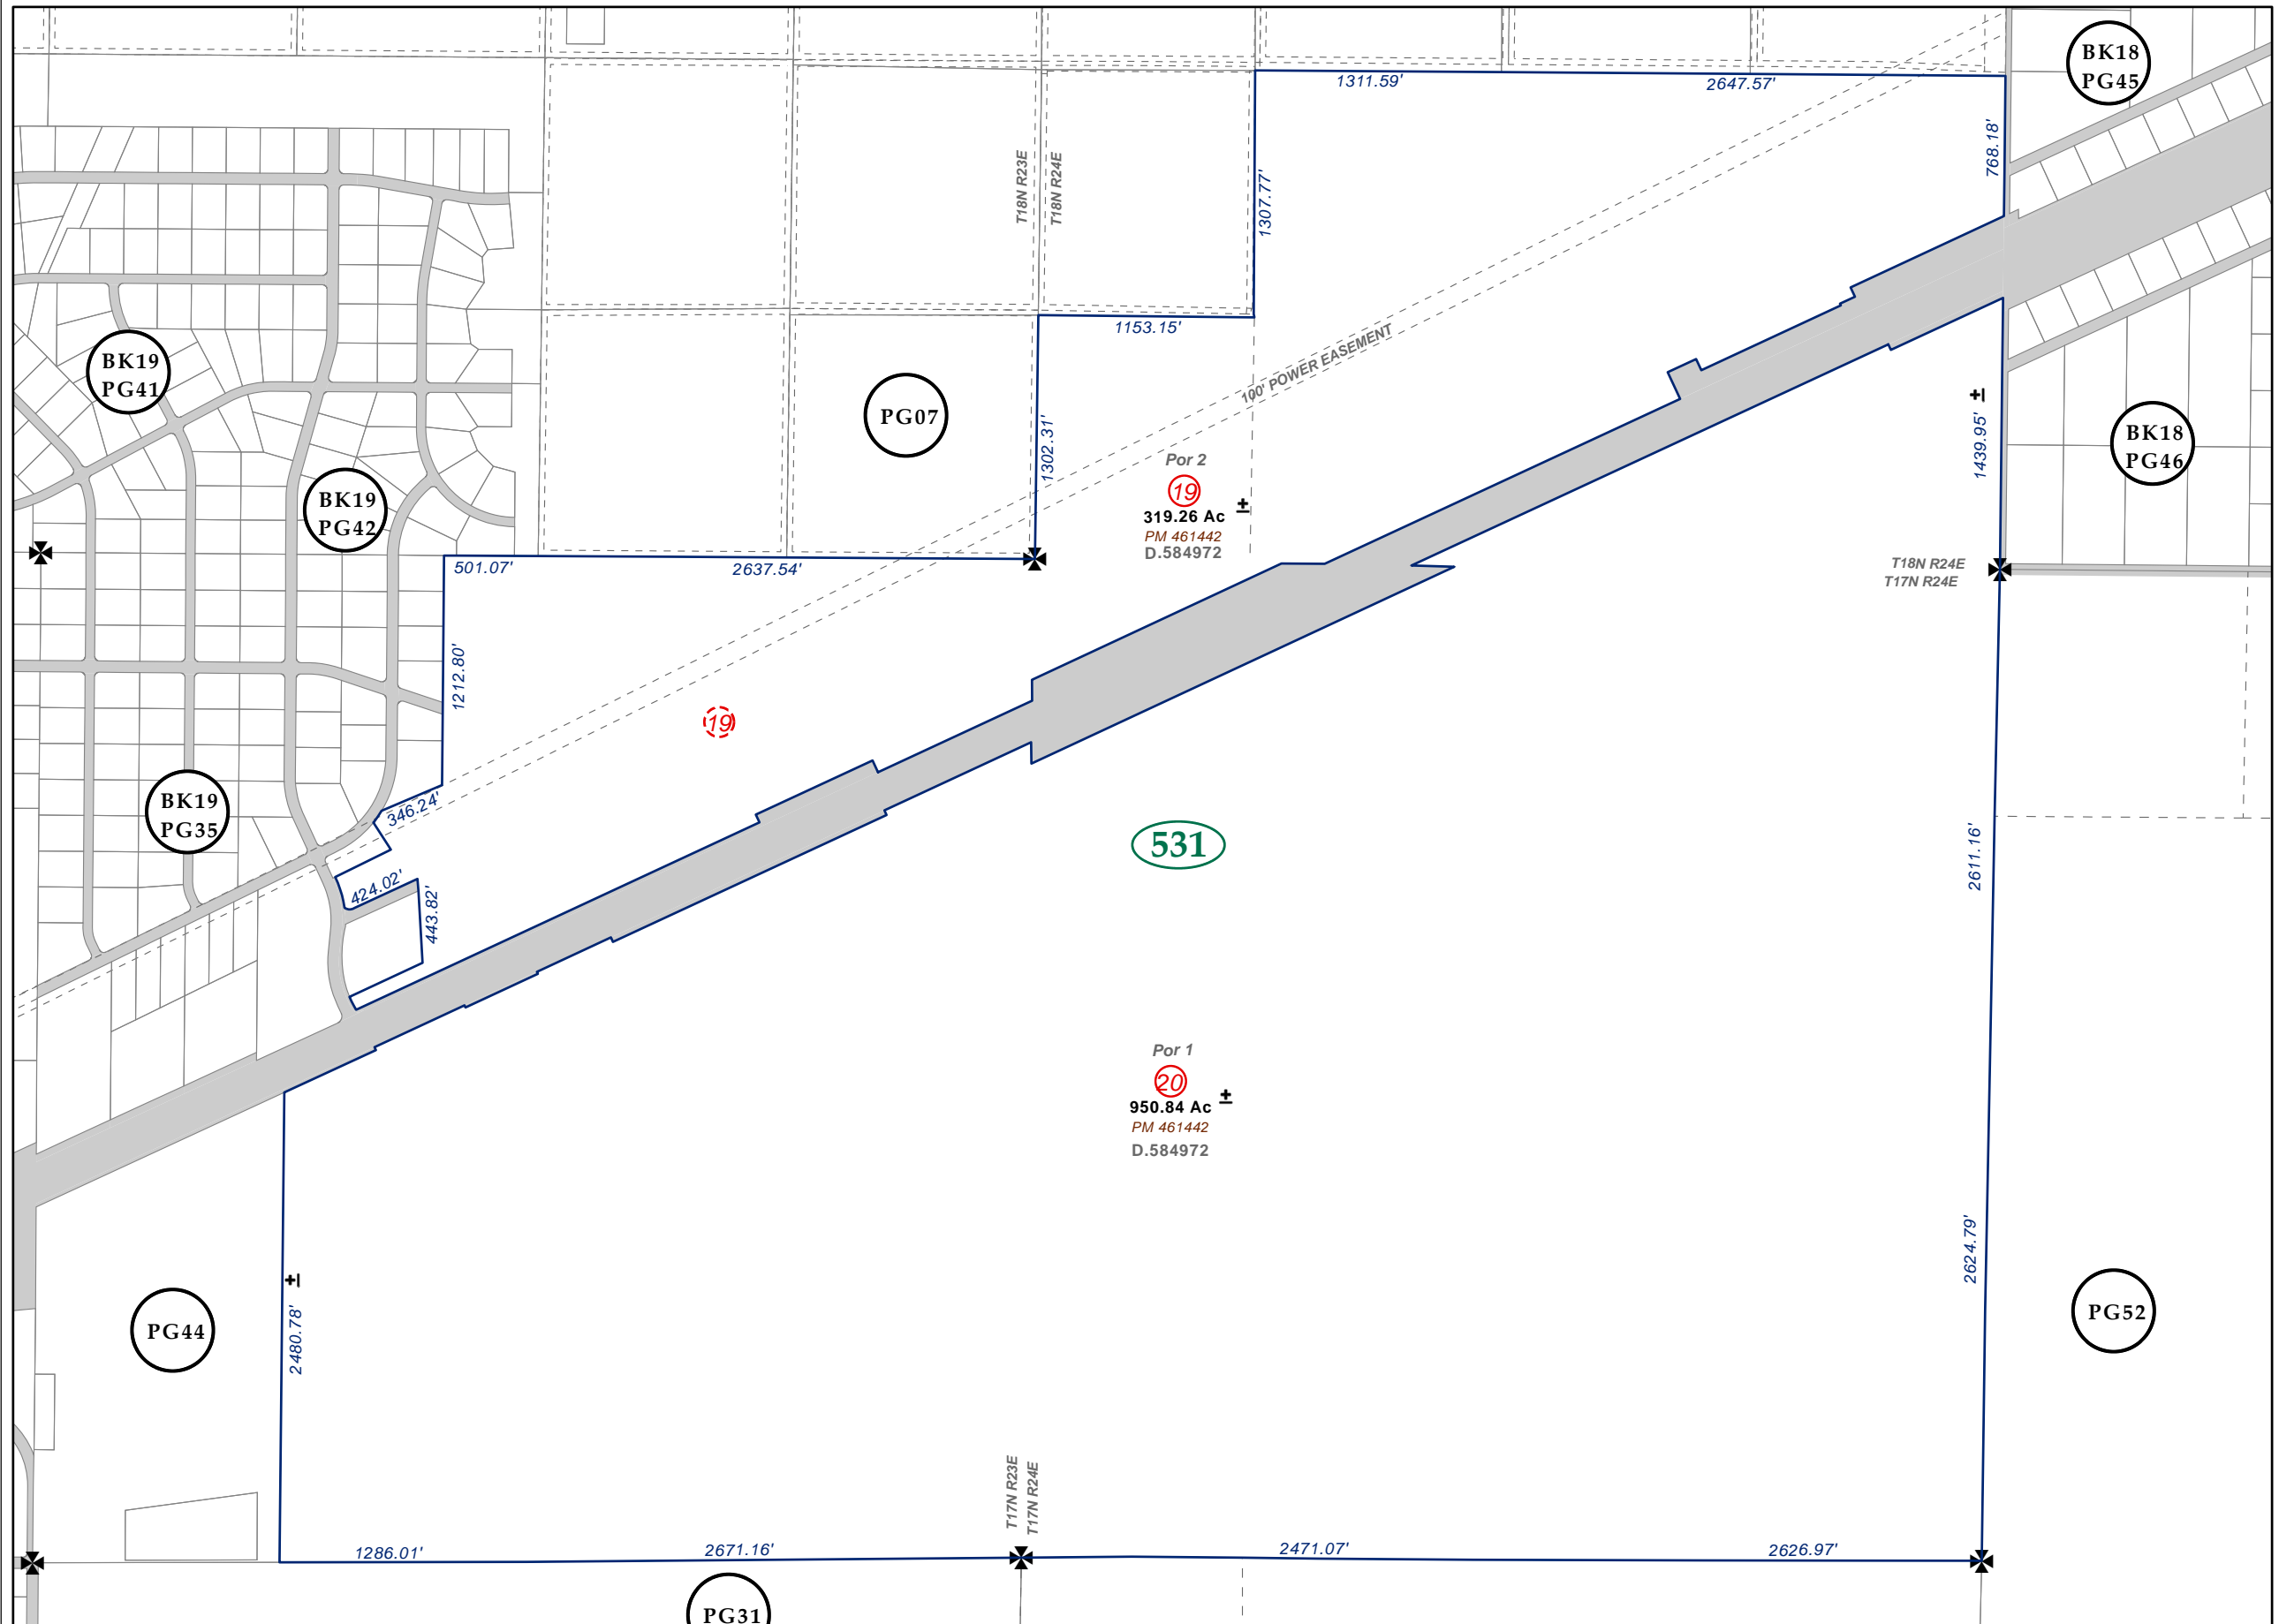 BK18
PG45
1311.59'
2647.57'
768.18'
T18N R23E
T18N R24E
1307.77'
1153.15'
100' POWER EASEMENT
BK19
PG41
PG07
1302.31'
1439.95' ±
BK18
PG46
Por 2
19
319.26 Ac ±
PM 461442
D.584972
BK19
PG42
501.07'
2637.54'
T18N R24E
T17N R24E
1212.80'
19
BK19
PG35
346.24'
531
2611.16'
424.02'
443.82'
Por 1
20
950.84 Ac ±
PM 461442
D.584972
2624.79'
PG44
2480.78' ±
PG52
T17N R23E
T17N R24E
1286.01'
2671.16'
2471.07'
2626.97'
PG31